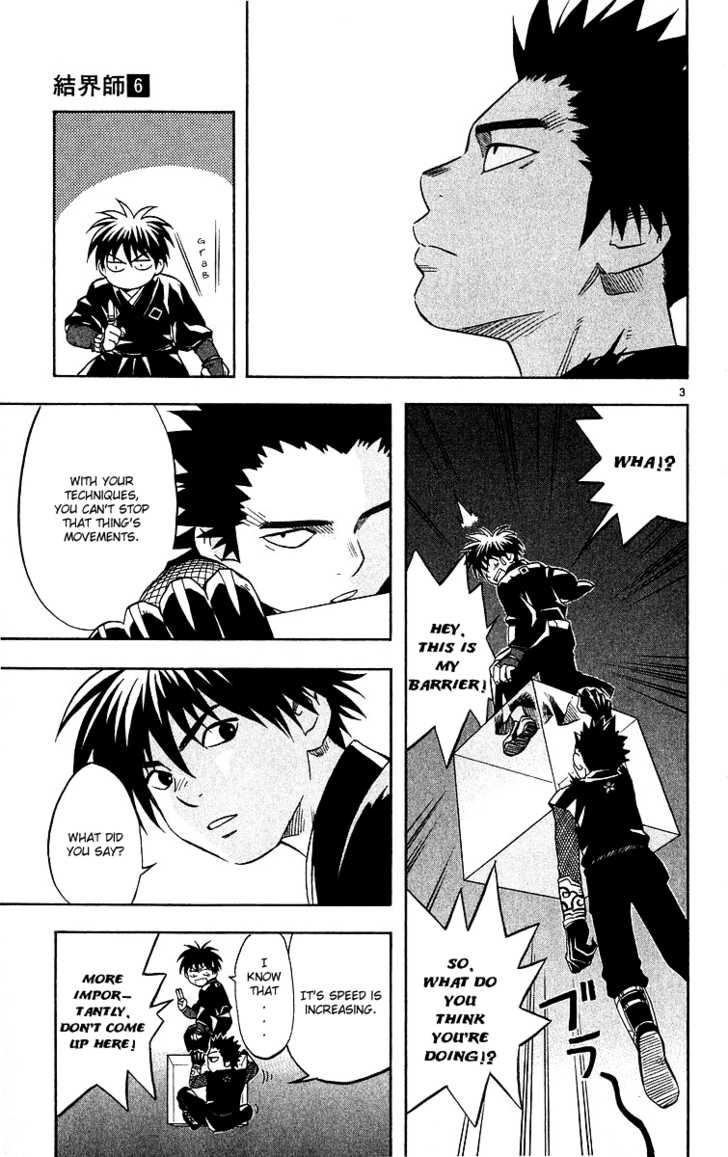 結界師6
Grab
3
WHA!?
HEY,
THIS IS
MY
BARRIER!
SO,
WHAT DO
YOU
THINK
YOU'RE
DOING!?
ブラ
WITH YOUR
TECHNIQUES,
YOU CAN'T STOP
THAT THING'S
MOVEMENTS.
WHAT DID
YOU SAY?
IT'S SPEED IS
INCREASING.
I
KNOW
THAT
....
MORE
IMPOR-
TANTLY,
DON'T COME
UP HERE!